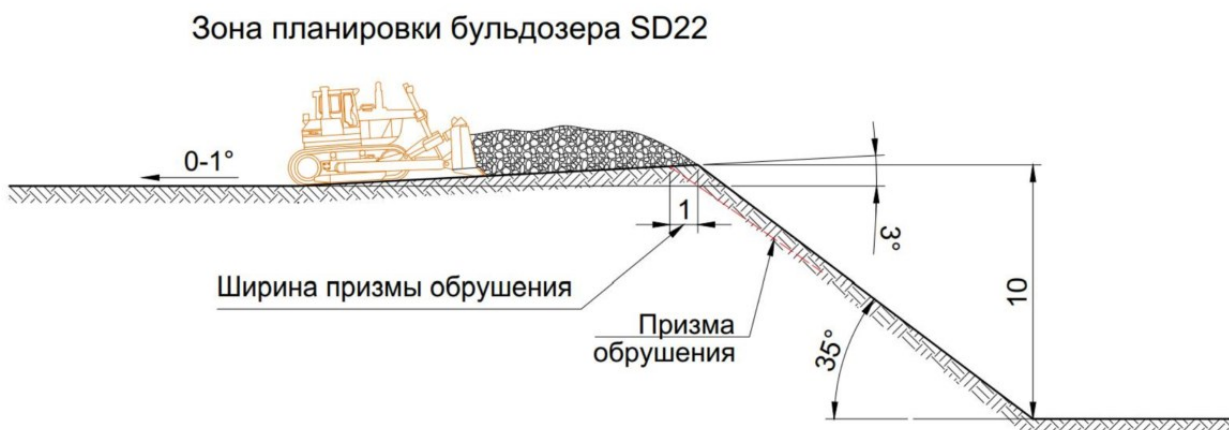 Зона планировки бульдозера SD22
0-1°
1
3°
Ширина призмы обрушения
10
Призма
обрушения
35°